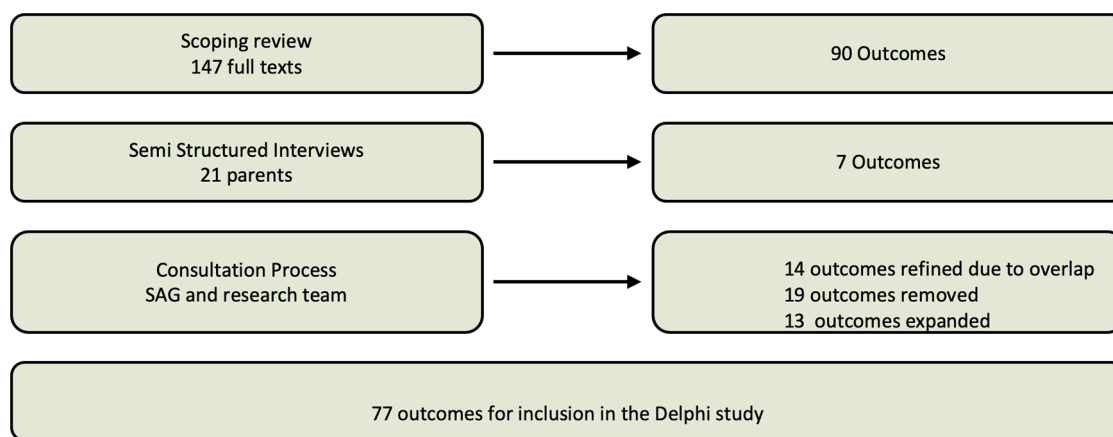 Scoping review
147 full texts
90 Outcomes
Semi Structured Interviews
21 parents
7 Outcomes
Consultation Process
SAG and research team
14 outcomes refined due to overlap
19 outcomes removed
13  outcomes expanded
77 outcomes for inclusion in the Delphi study